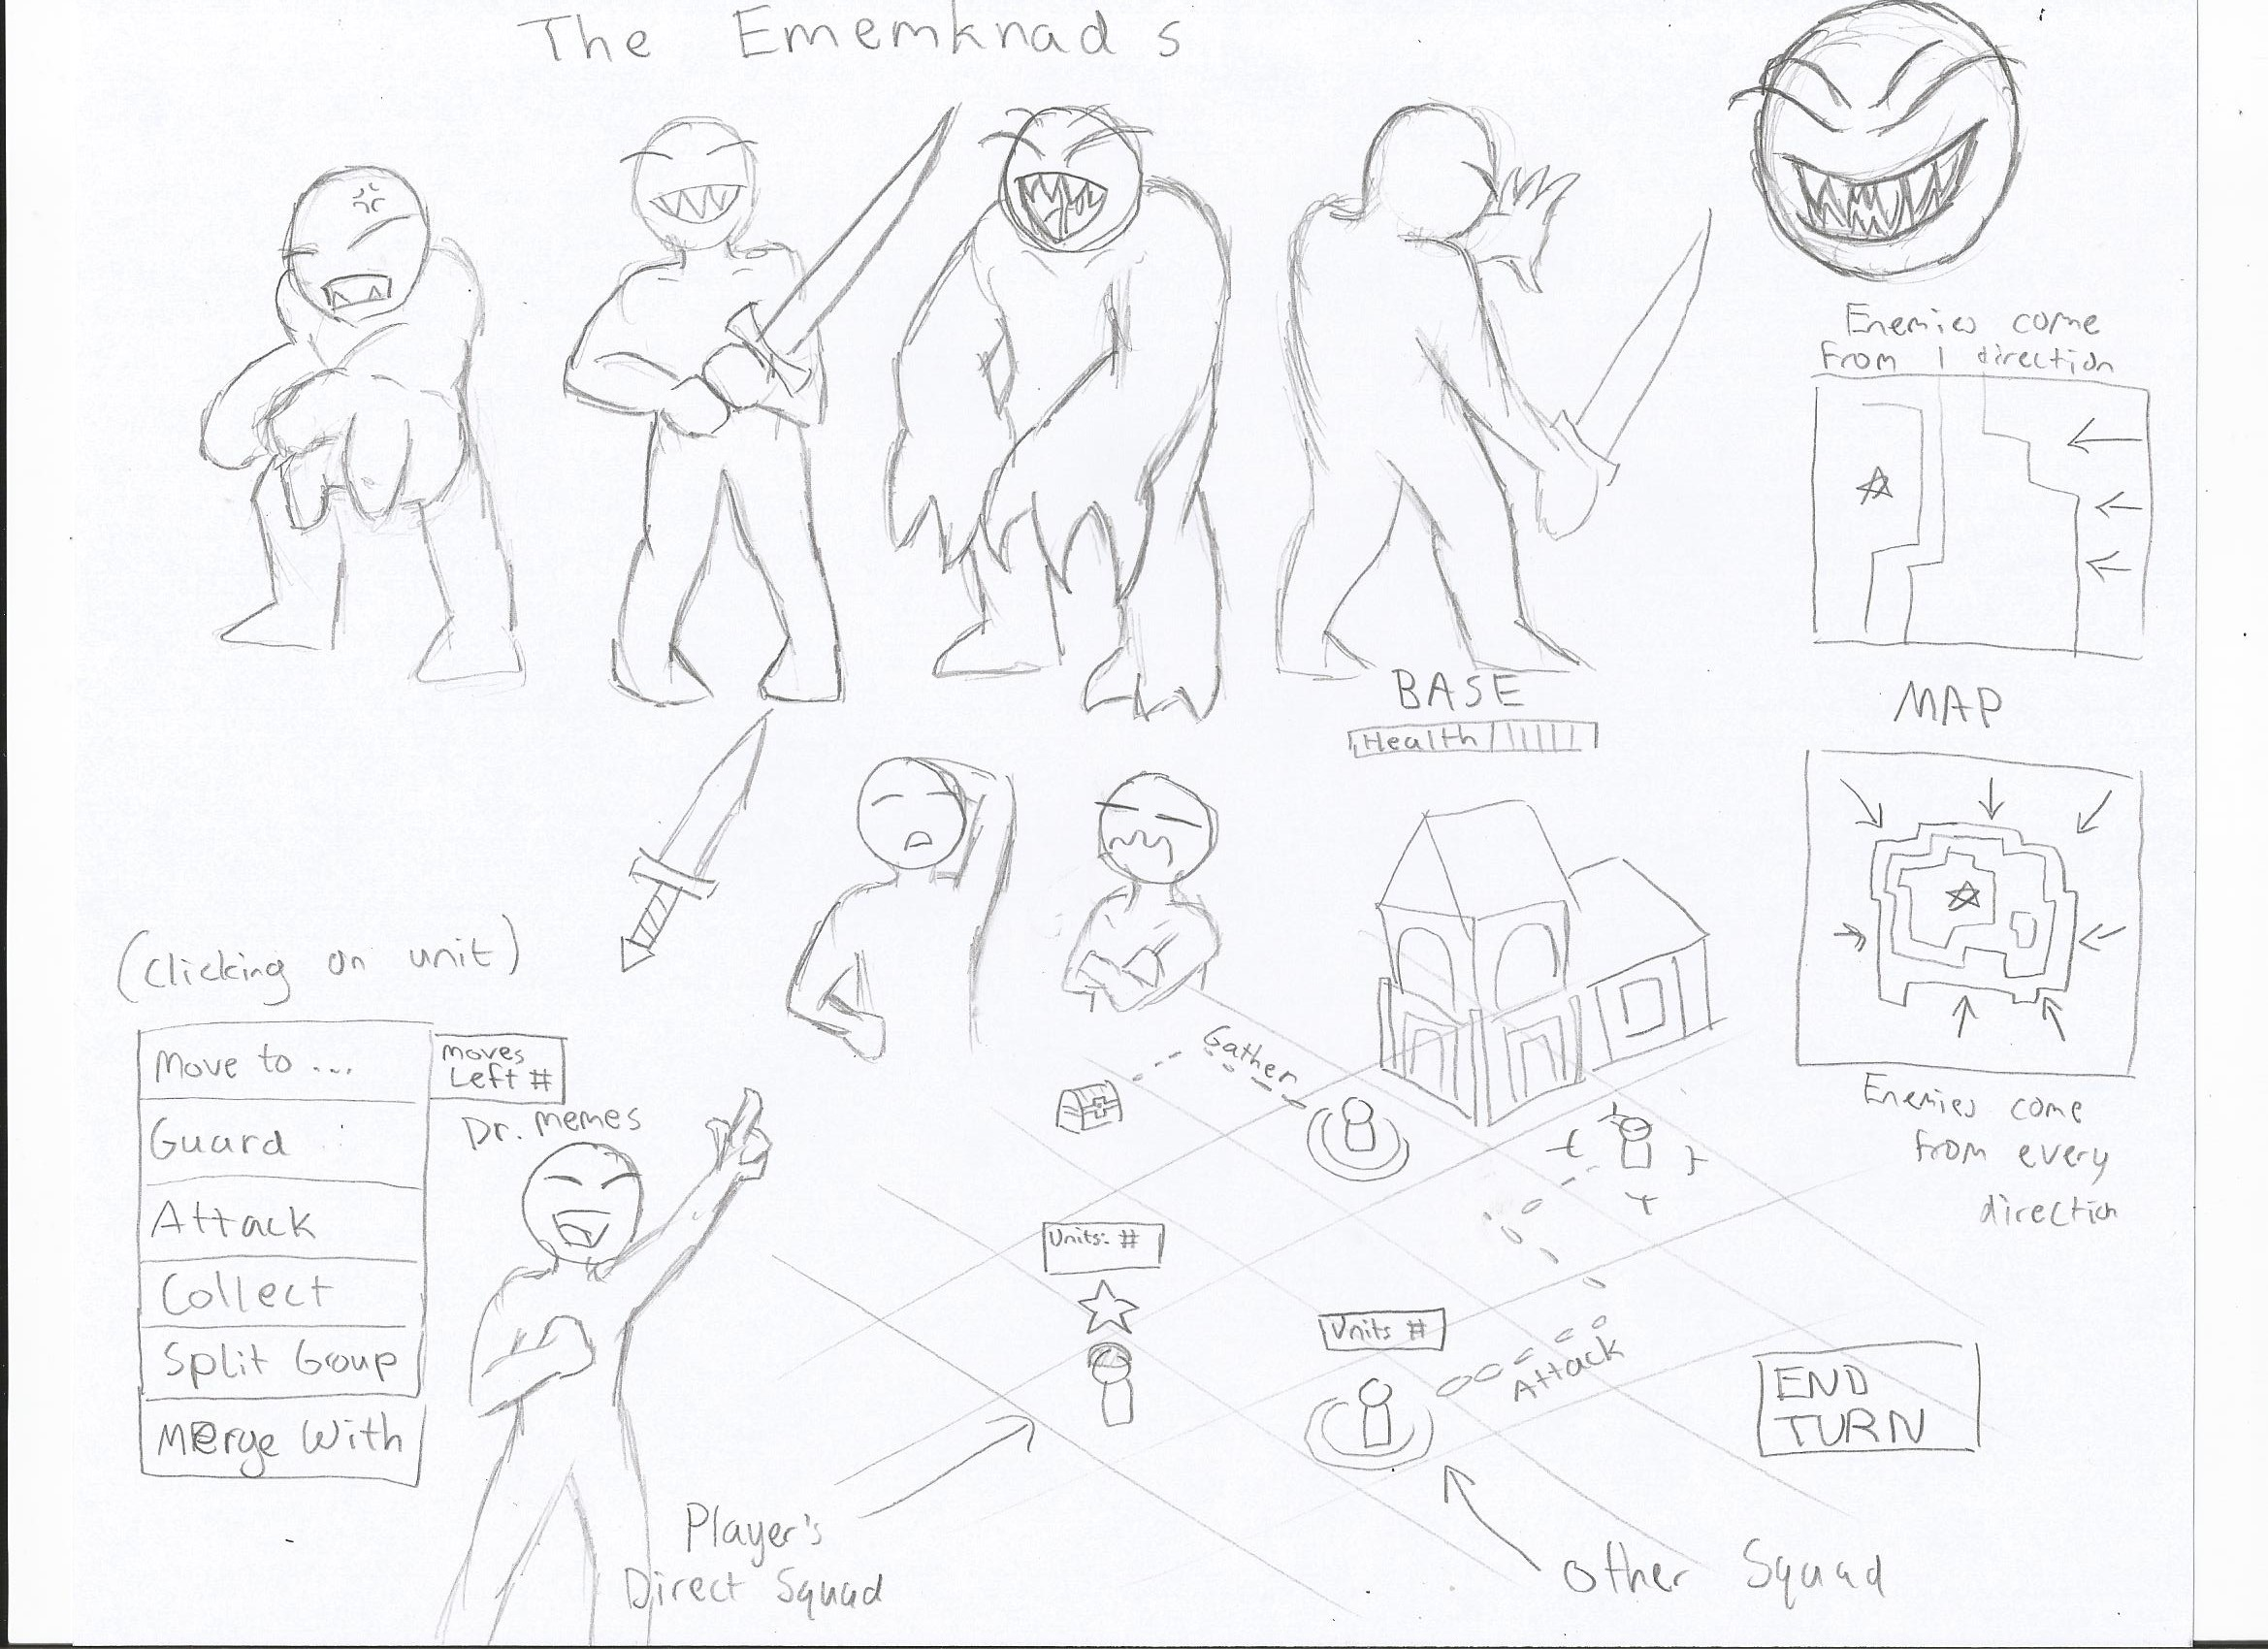 The Ememknads
Enemies come
from 1 direction
BASE
Health
MAP
(Clicking on unit)
Move to ...
Moves
Left #
Guard
Attack
Collect
Split Group
Merge With
Dr. Memes
Gather
Enemies come
from every
direction
Units: #
Units #
Attack
END
TURN
Player's
Direct Squad
Other Squad